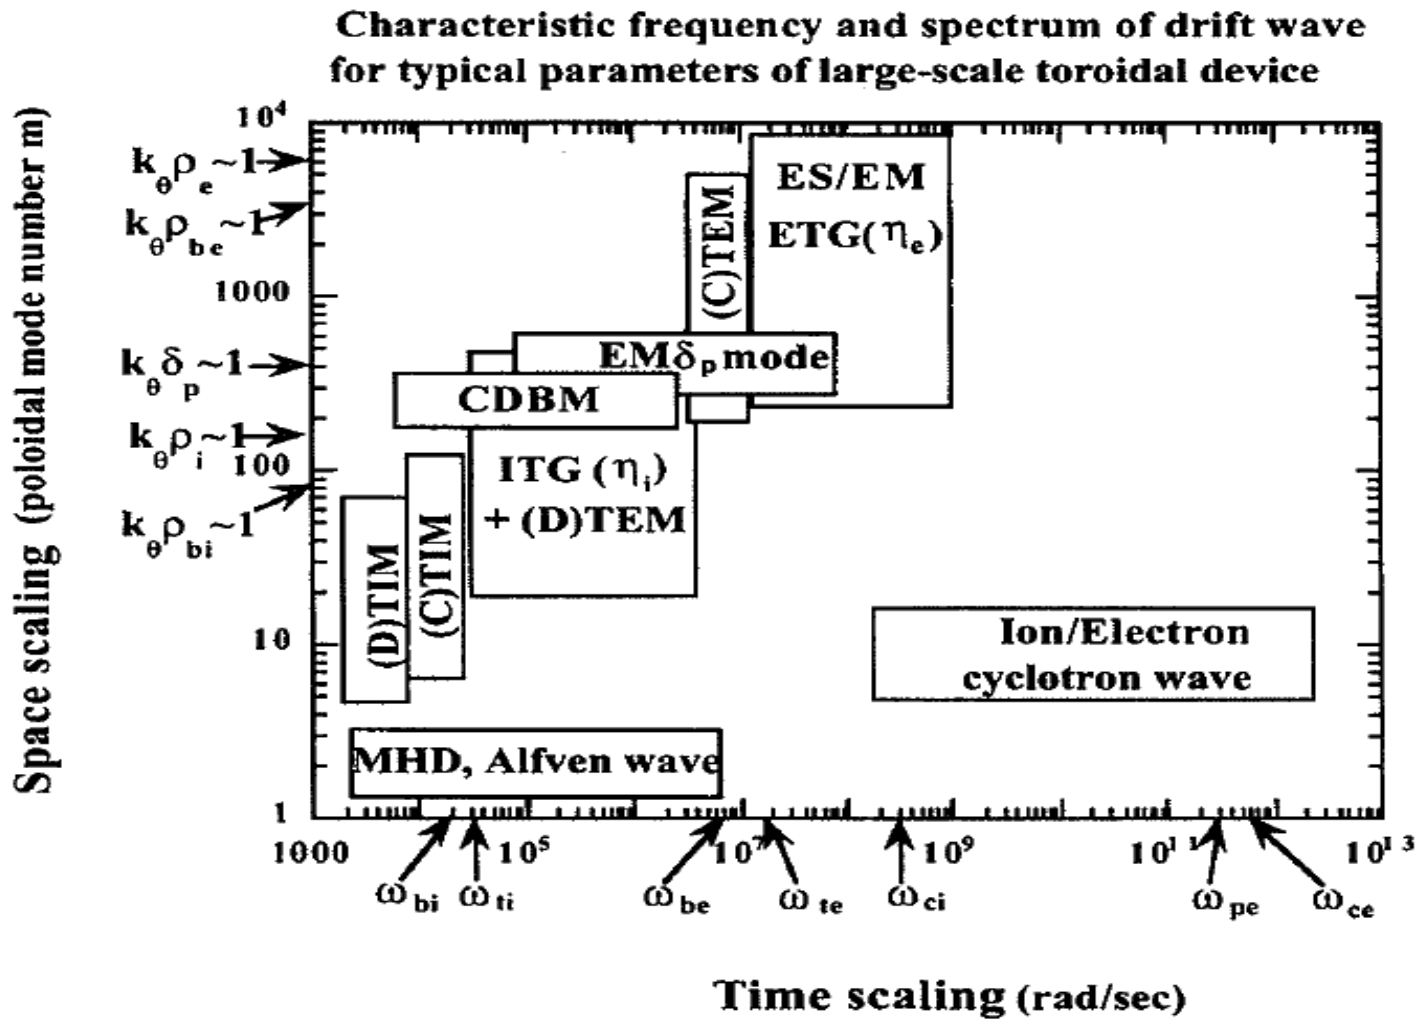 Characteristic frequency and spectrum of drift wave
for typical parameters of large-scale toroidal device
Space scaling (poloidal mode number m)
10⁴
kθρe~1
kθρbe~1
1000
kθδp~1
kθρi~1
100
kθρbi~1
10
1
ES/EM
ETG(ηe)
(C)TEM
EMδp mode
CDBM
ITG (ηi)
+ (D)TEM
(D)TIM
(C)TIM
Ion/Electron
cyclotron wave
MHD, Alfven wave
1000 10⁵ 10⁷ 10⁹ 10¹¹ 10¹³
ωbi ωti ωbe ωte ωci ωpe ωce
Time scaling (rad/sec)